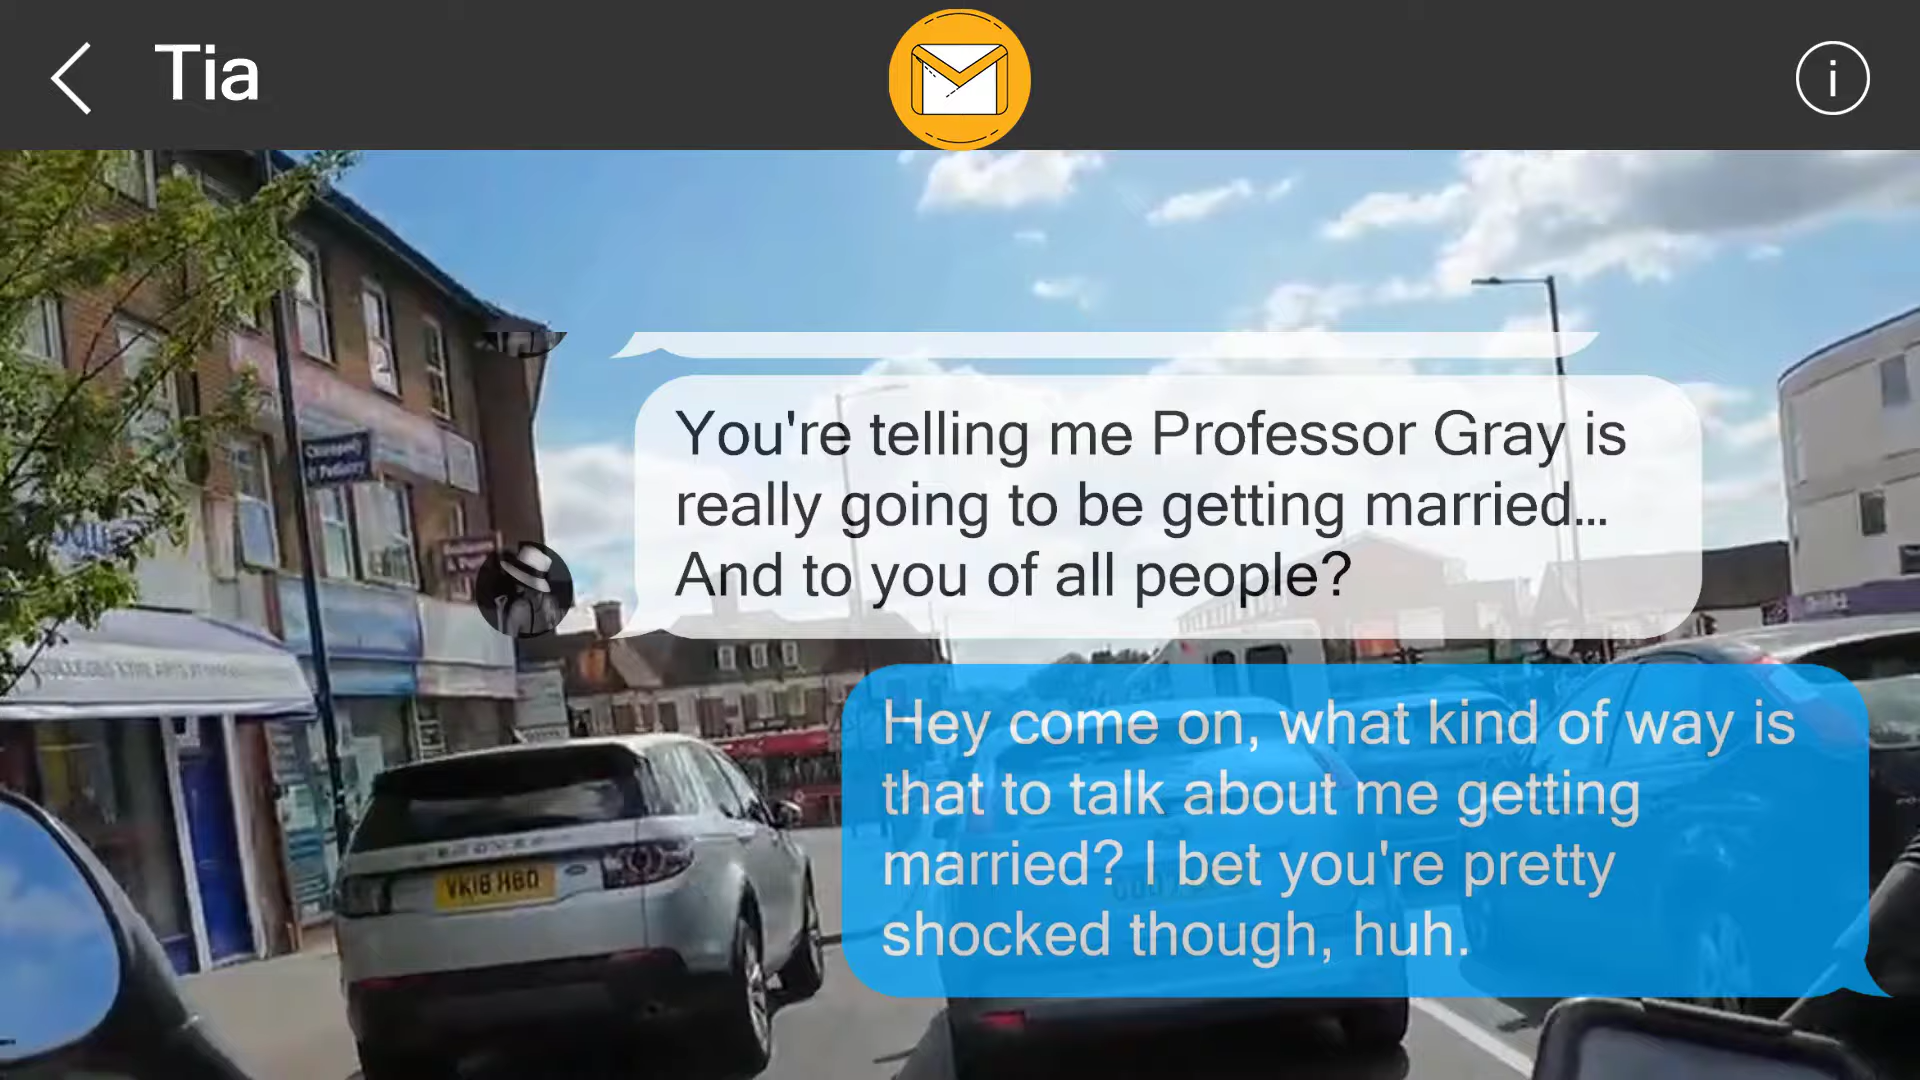 Tia
You're telling me Professor Gray is
really going to be getting married...
And to you of all people?
Hey come on, what kind of way is
that to talk about me getting
married? I bet you're pretty
shocked though, huh.
VK18 HBO